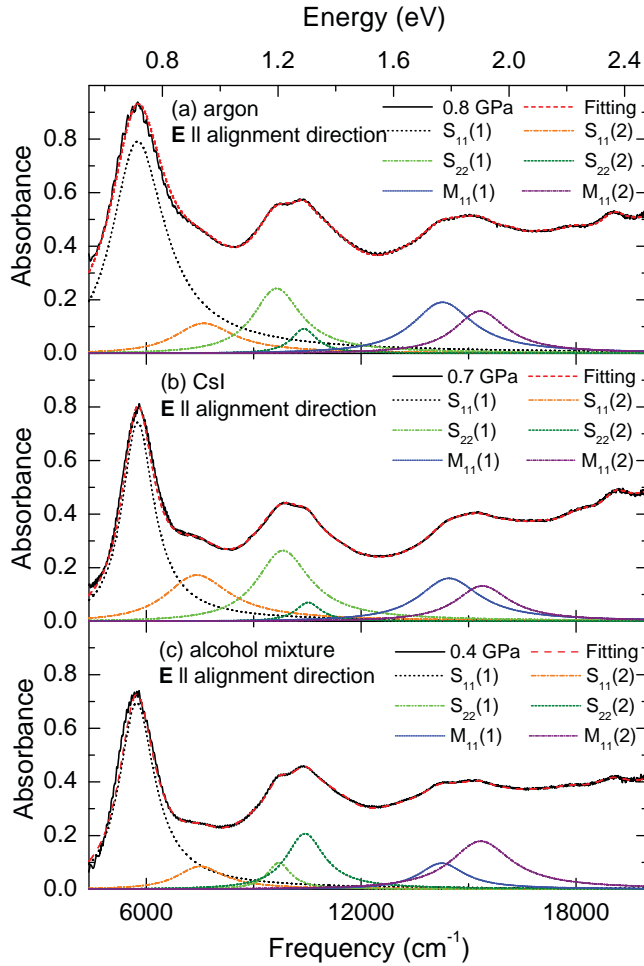 Energy (eV)
0.8 1.2 1.6 2.0 2.4
(a) argon
E || alignment direction
0.8 GPa Fitting
S11(1) S11(2)
S22(1) S22(2)
M11(1) M11(2)
Absorbance
0.8
0.6
0.4
0.2
0.0
(b) CsI
E || alignment direction
0.7 GPa Fitting
S11(1) S11(2)
S22(1) S22(2)
M11(1) M11(2)
Absorbance
0.8
0.6
0.4
0.2
0.0
(c) alcohol mixture
E || alignment direction
0.4 GPa Fitting
S11(1) S11(2)
S22(1) S22(2)
M11(1) M11(2)
Absorbance
0.8
0.6
0.4
0.2
0.0
6000 12000 18000
Frequency (cm-1)